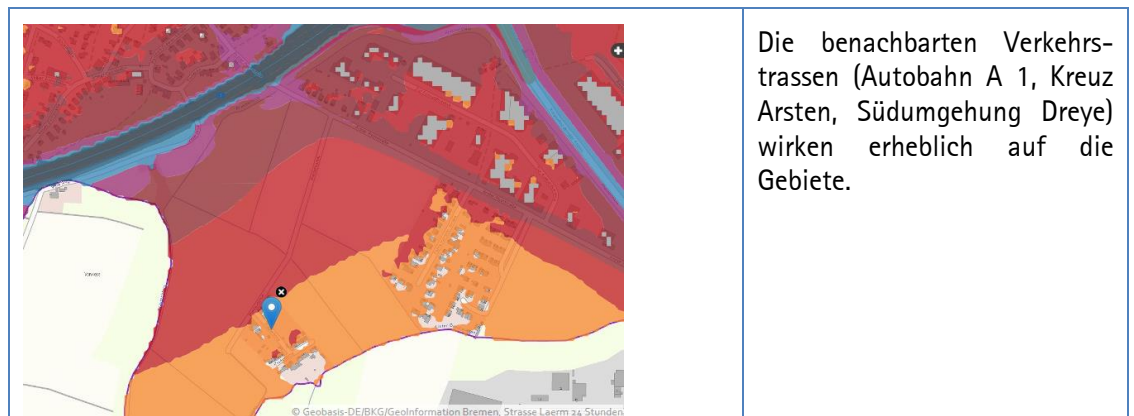 Die benachbarten Verkehrs-
trassen (Autobahn A 1, Kreuz
Arsten, Südumgehung Dreye)
wirken erheblich auf die
Gebiete.
© Geobasis-DE/BKG/GeoInformation Bremen, Strasse Laerm 24 Stunden